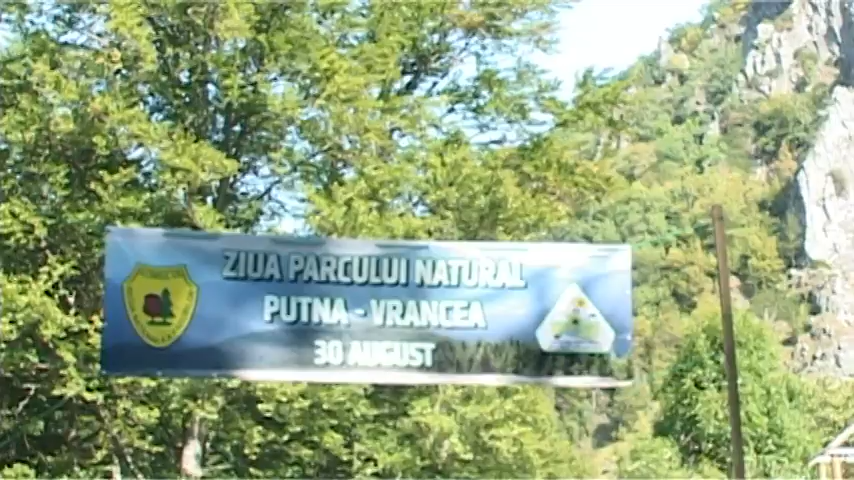 ZIUA PARCULUI NATURAL
PUTNA - VRANCEA
30 AUGUST